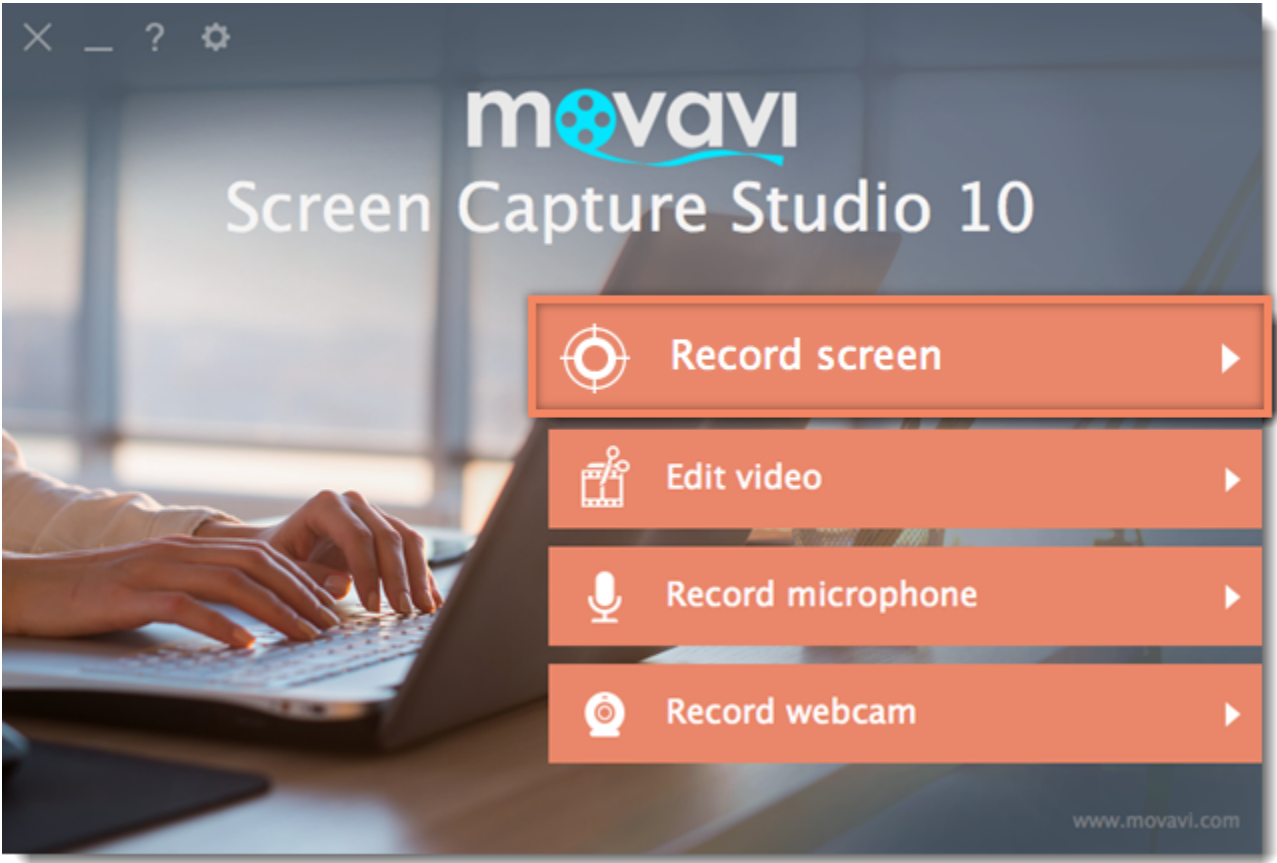 movavi
Screen Capture Studio 10
Record screen
Edit video
Record microphone
Record webcam
www.movavi.com